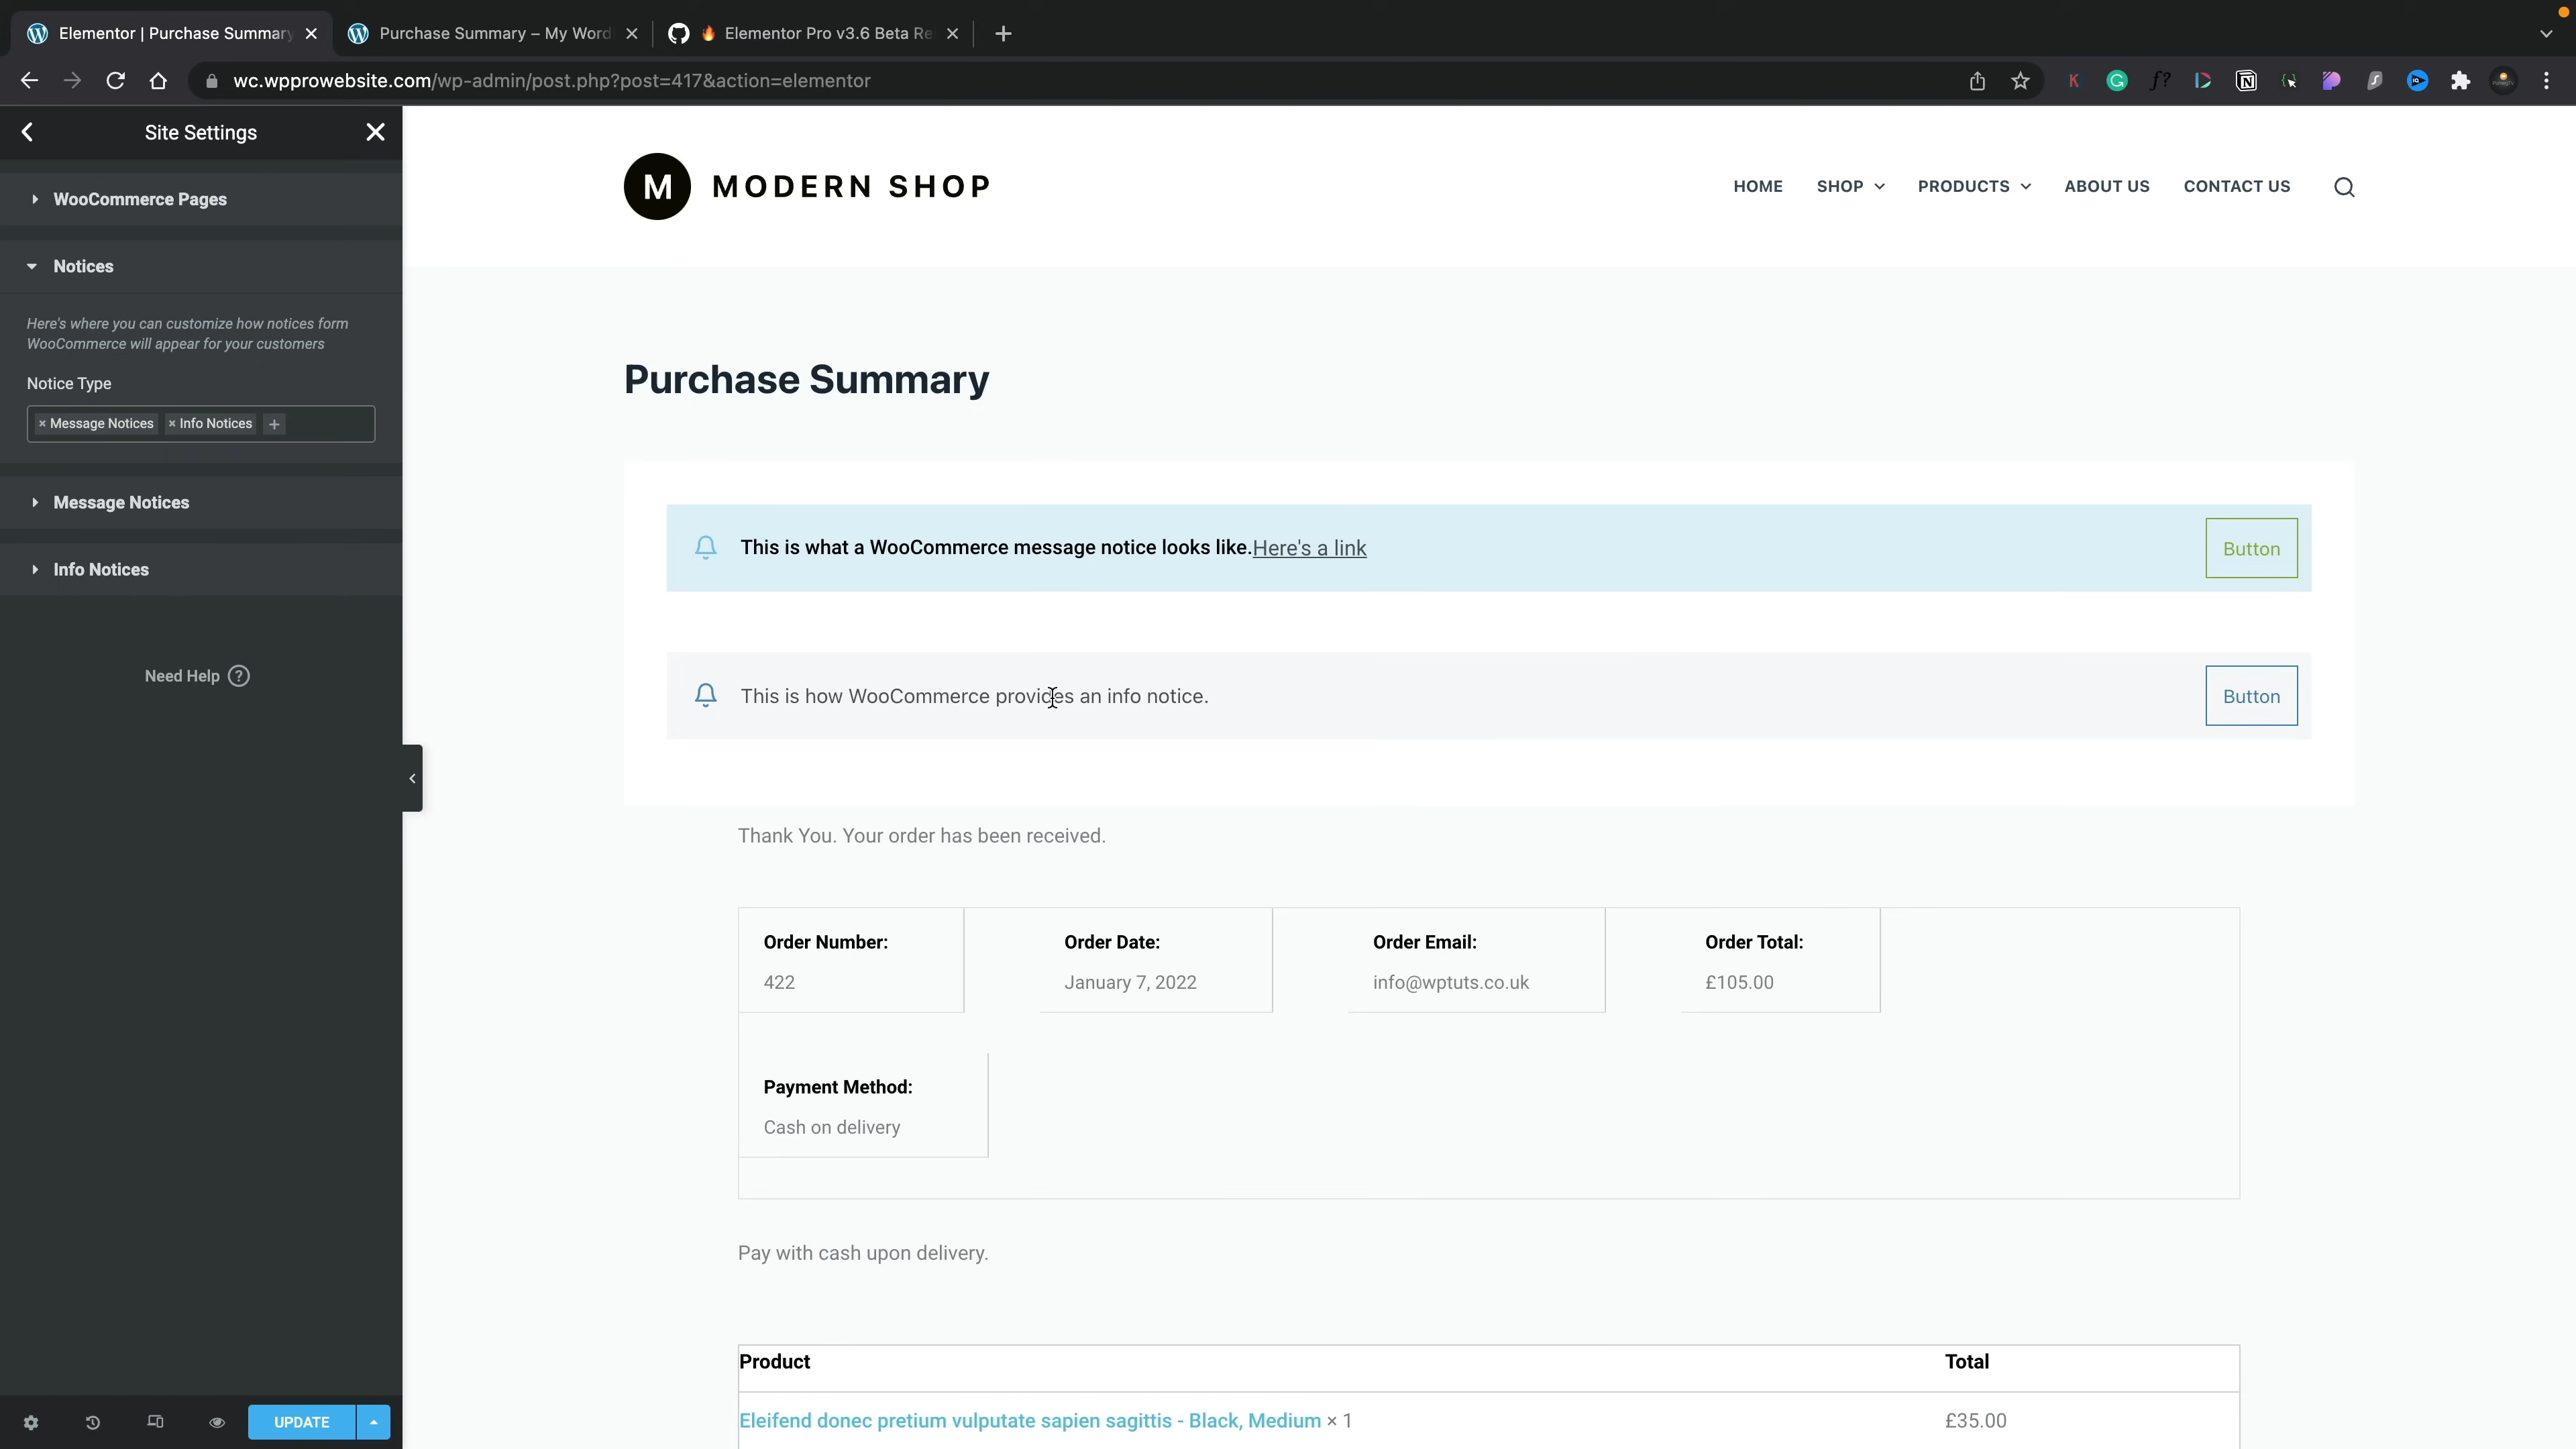 Elementor | Purchase Summary
Purchase Summary – My Word
Elementor Pro v3.6 Beta Re
wc.wpprowebsite.com/wp-admin/post.php?post=417&action=elementor
Site Settings
WooCommerce Pages
Notices
Here's where you can customize how notices form
WooCommerce will appear for your customers
Notice Type
× Message Notices × Info Notices +
Message Notices
Info Notices
Need Help ?
UPDATE
M MODERN SHOP
HOME SHOP PRODUCTS ABOUT US CONTACT US
Purchase Summary
This is what a WooCommerce message notice looks like.Here's a link
Button
This is how WooCommerce provides an info notice.
Button
Thank You. Your order has been received.
Order Number: Order Date: Order Email: Order Total:
422 January 7, 2022 info@wptuts.co.uk £105.00
Payment Method:
Cash on delivery
Pay with cash upon delivery.
Product Total
Eleifend donec pretium vulputate sapien sagittis - Black, Medium × 1 £35.00